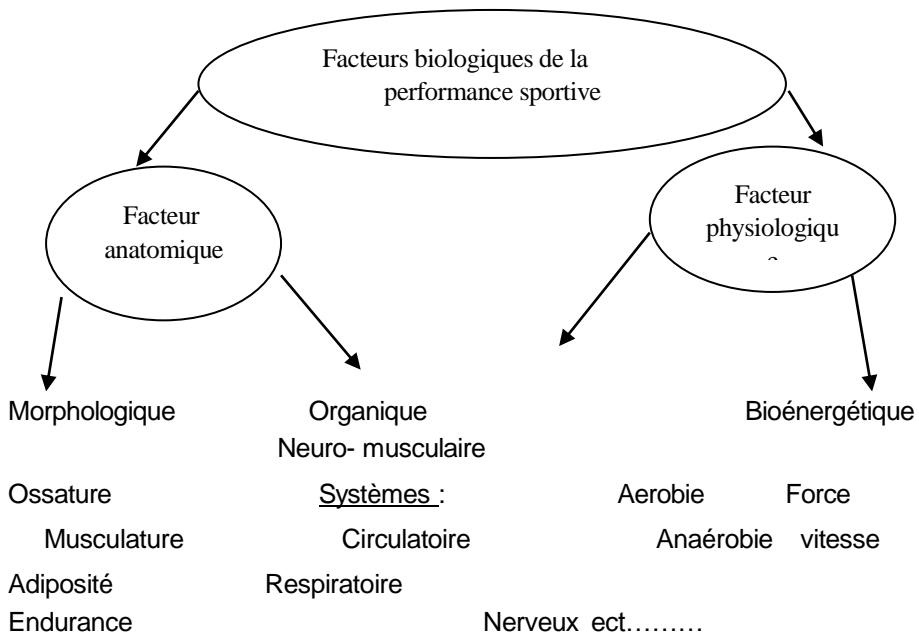 Facteurs biologiques de la
performance sportive
Facteur
anatomique
Facteur
physiologiqu
Morphologique Organique Bioénergétique
Neuro- musculaire
Ossature Systèmes : Aerobie Force
Musculature Circulatoire Anaérobie vitesse
Adiposité Respiratoire
Endurance Nerveux ect.........